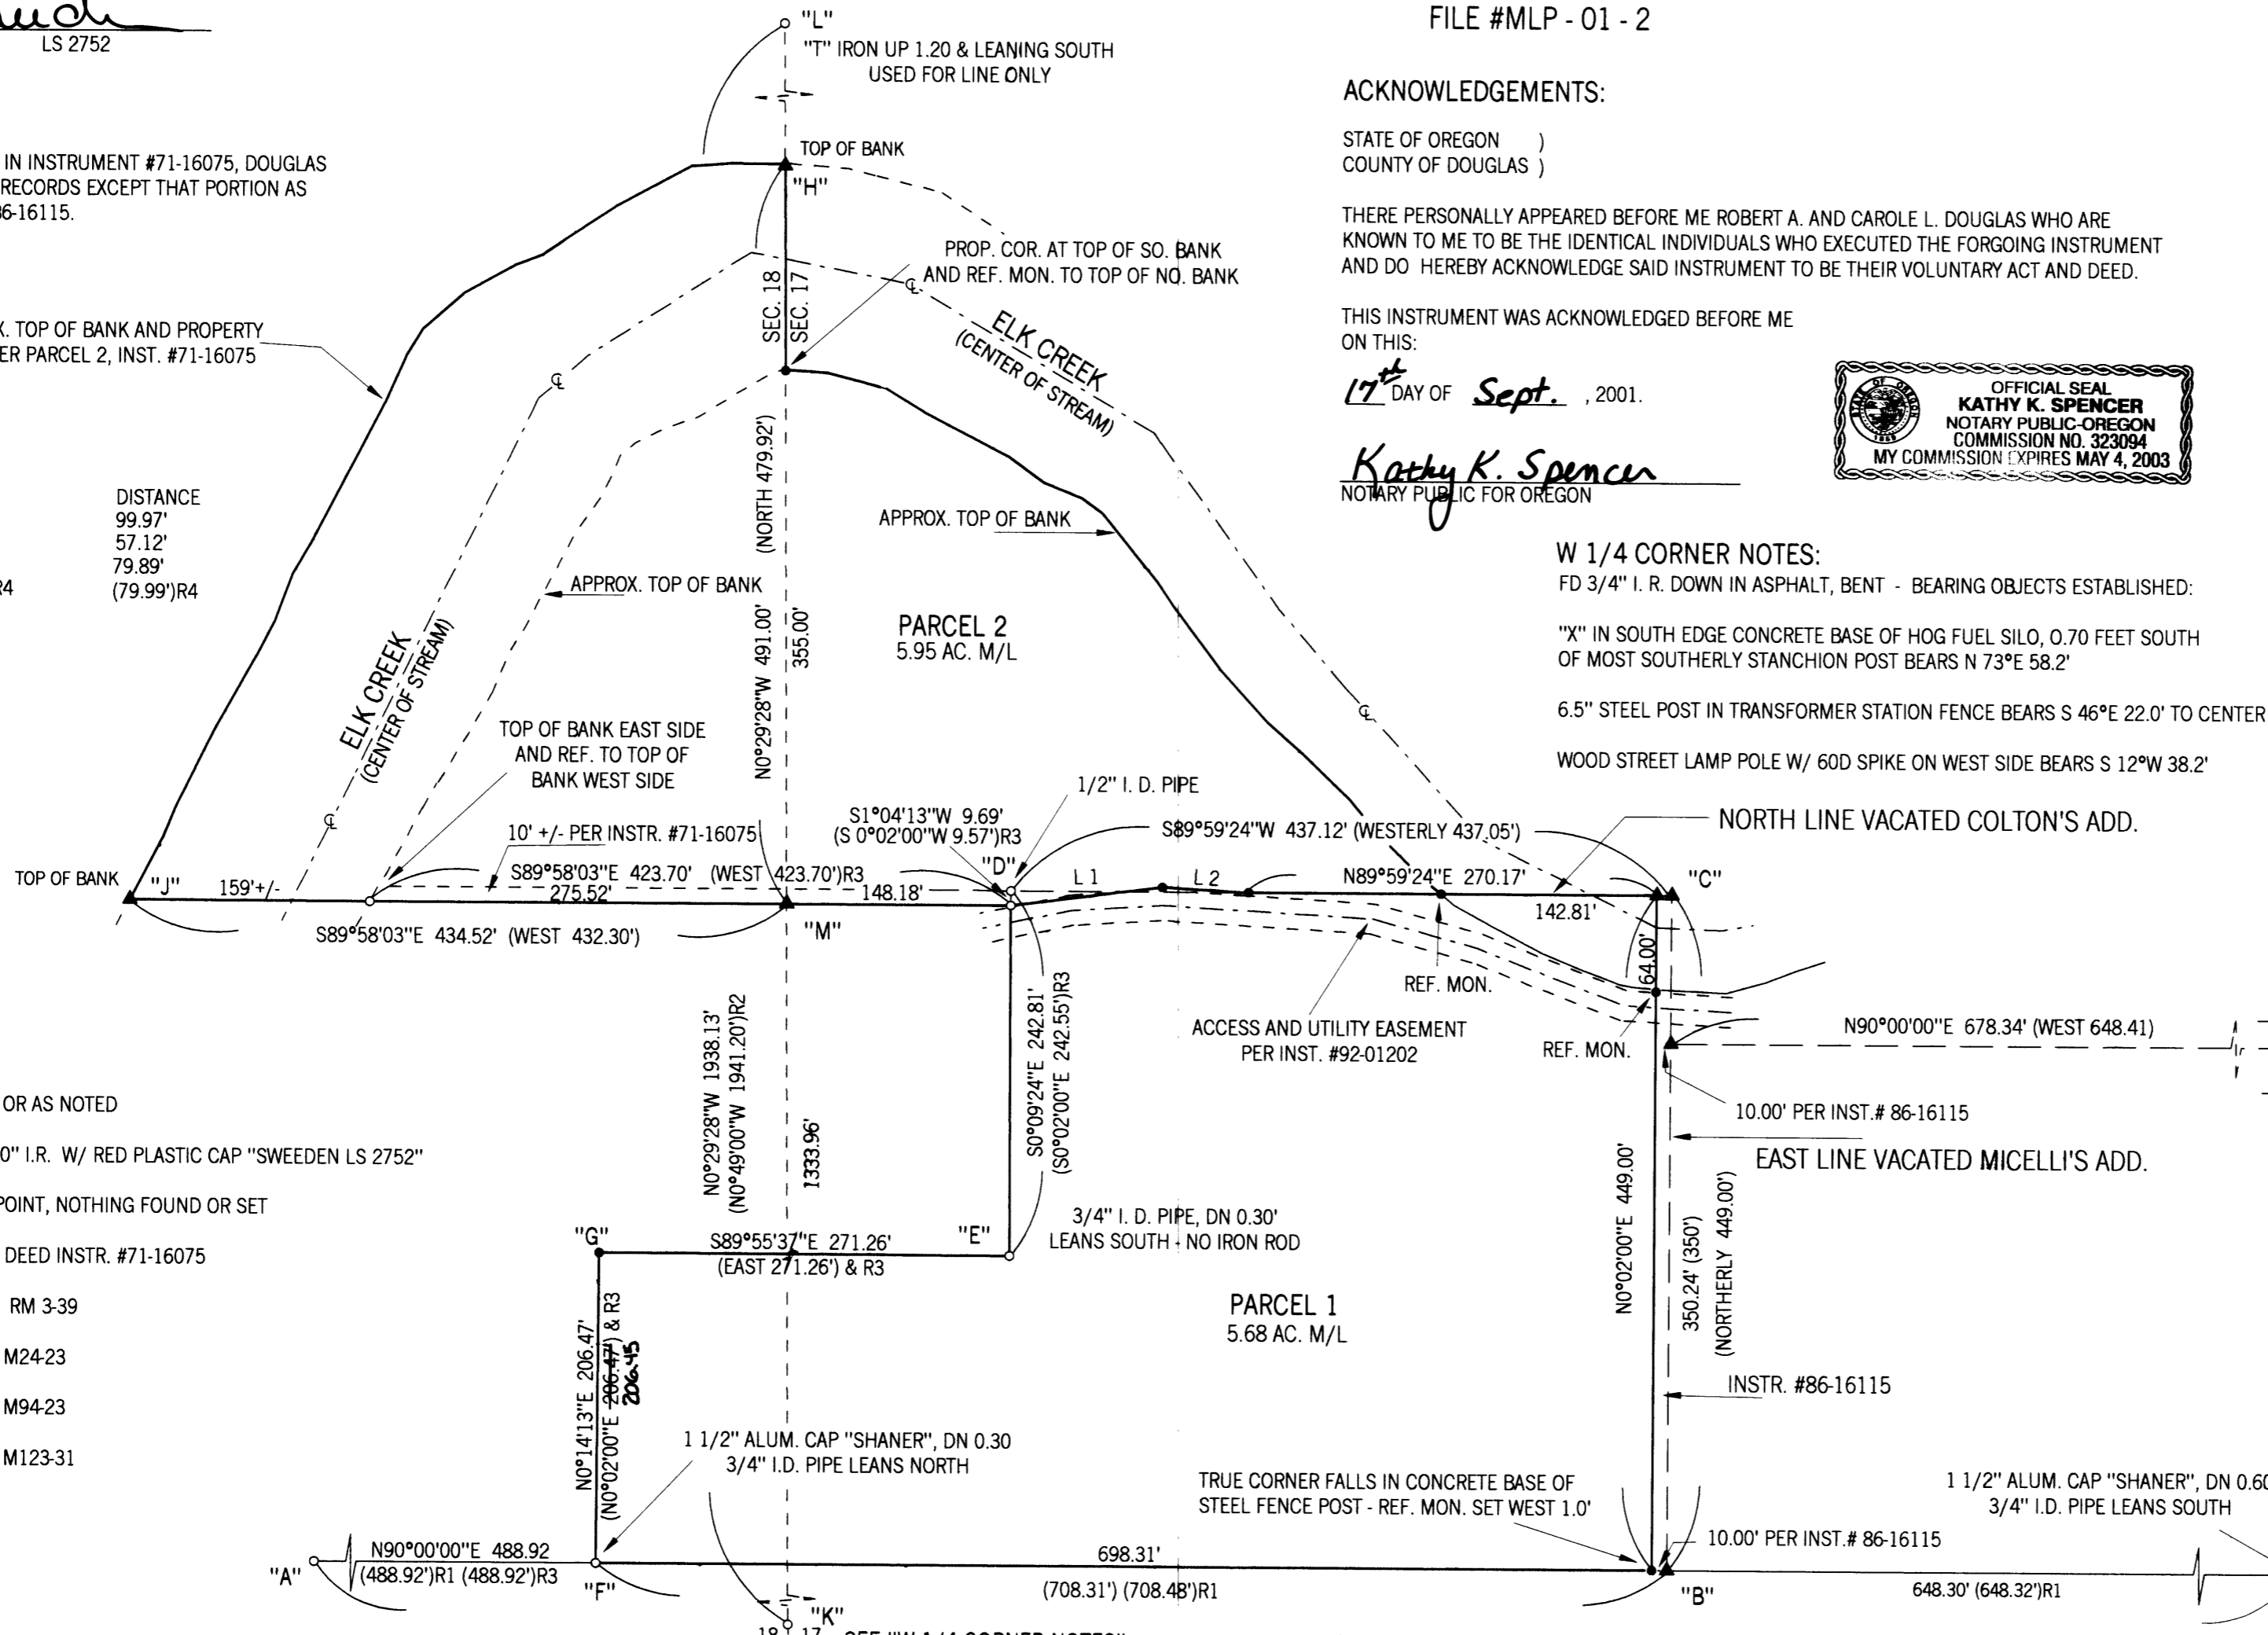 LS 2752
IN INSTRUMENT #71-16075, DOUGLAS
RECORDS EXCEPT THAT PORTION AS
36-16115.
X. TOP OF BANK AND PROPERTY
ER PARCEL 2, INST. #71-16075
DISTANCE
99.97'
57.12'
79.89'
R4 (79.99')R4
OR AS NOTED
0" I.R. W/ RED PLASTIC CAP "SWEEDEN LS 2752"
POINT, NOTHING FOUND OR SET
DEED INSTR. #71-16075
RM 3-39
M24-23
M94-23
M123-31
"L"
"T" IRON UP 1.20 & LEANING SOUTH
USED FOR LINE ONLY
TOP OF BANK
"H"
PROP. COR. AT TOP OF SO. BANK
AND REF. MON. TO TOP OF NO. BANK
SEC. 18
SEC. 17
ELK CREEK
(CENTER OF STREAM)
(NORTH 479.92')
N0°29'28"W 491.00'
355.00'
APPROX. TOP OF BANK
APPROX. TOP OF BANK
PARCEL 2
5.95 AC. M/L
ELK CREEK
(CENTER OF STREAM)
TOP OF BANK EAST SIDE
AND REF. TO TOP OF
BANK WEST SIDE
1/2" I. D. PIPE
S1°04'13"W 9.69'
(S 0°02'00"W 9.57')R3
10' +/- PER INSTR. #71-16075
S89°59'24"W 437.12' (WESTERLY 437.05')
NORTH LINE VACATED COLTON'S ADD.
TOP OF BANK
"J"
159'+/-
S89°58'03"E 423.70' (WEST 423.70')R3
275.52'
148.18'
"D"
L 1
L 2
N89°59'24"E 270.17'
142.81'
"C"
S89°58'03"E 434.52' (WEST 432.30')
"M"
64.00'
REF. MON.
ACCESS AND UTILITY EASEMENT
PER INST. #92-01202
REF. MON.
N90°00'00"E 678.34' (WEST 648.41)
10.00' PER INST.# 86-16115
EAST LINE VACATED MICELLI'S ADD.
N0°29'28"W 1938.13'
(N0°49'00"W 1941.20')R2
1333.96'
S0°09'24"E 242.81'
(S0°02'00"E 242.55')R3
N0°02'00"E 449.00'
350.24' (350')
(NORTHERLY 449.00')
"G"
S89°55'37"E 271.26'
(EAST 271.26') & R3
"E"
3/4" I. D. PIPE, DN 0.30'
LEANS SOUTH - NO IRON ROD
PARCEL 1
5.68 AC. M/L
N0°14'13"E 206.47'
(N0°02'00"E 206.47') & R3
206.45
INSTR. #86-16115
1 1/2" ALUM. CAP "SHANER", DN 0.30
3/4" I.D. PIPE LEANS NORTH
TRUE CORNER FALLS IN CONCRETE BASE OF
STEEL FENCE POST - REF. MON. SET WEST 1.0'
1 1/2" ALUM. CAP "SHANER", DN 0.60
3/4" I.D. PIPE LEANS SOUTH
10.00' PER INST.# 86-16115
"A"
N90°00'00"E 488.92
(488.92')R1 (488.92')R3
"F"
698.31'
(708.31') (708.48')R1
"B"
648.30' (648.32')R1
"K"
18 17 SEE "W 1/4 CORNER NOTES"
FILE #MLP - 01 - 2
ACKNOWLEDGEMENTS:
STATE OF OREGON )
COUNTY OF DOUGLAS )
THERE PERSONALLY APPEARED BEFORE ME ROBERT A. AND CAROLE L. DOUGLAS WHO ARE
KNOWN TO ME TO BE THE IDENTICAL INDIVIDUALS WHO EXECUTED THE FORGOING INSTRUMENT
AND DO HEREBY ACKNOWLEDGE SAID INSTRUMENT TO BE THEIR VOLUNTARY ACT AND DEED.
THIS INSTRUMENT WAS ACKNOWLEDGED BEFORE ME
ON THIS:
17th DAY OF Sept. , 2001.
Kathy K. Spencer
NOTARY PUBLIC FOR OREGON
STATE OF OREGON
1859
OFFICIAL SEAL
KATHY K. SPENCER
NOTARY PUBLIC-OREGON
COMMISSION NO. 323094
MY COMMISSION EXPIRES MAY 4, 2003
W 1/4 CORNER NOTES:
FD 3/4" I. R. DOWN IN ASPHALT, BENT - BEARING OBJECTS ESTABLISHED:
"X" IN SOUTH EDGE CONCRETE BASE OF HOG FUEL SILO, 0.70 FEET SOUTH
OF MOST SOUTHERLY STANCHION POST BEARS N 73°E 58.2'
6.5" STEEL POST IN TRANSFORMER STATION FENCE BEARS S 46°E 22.0' TO CENTER
WOOD STREET LAMP POLE W/ 60D SPIKE ON WEST SIDE BEARS S 12°W 38.2'